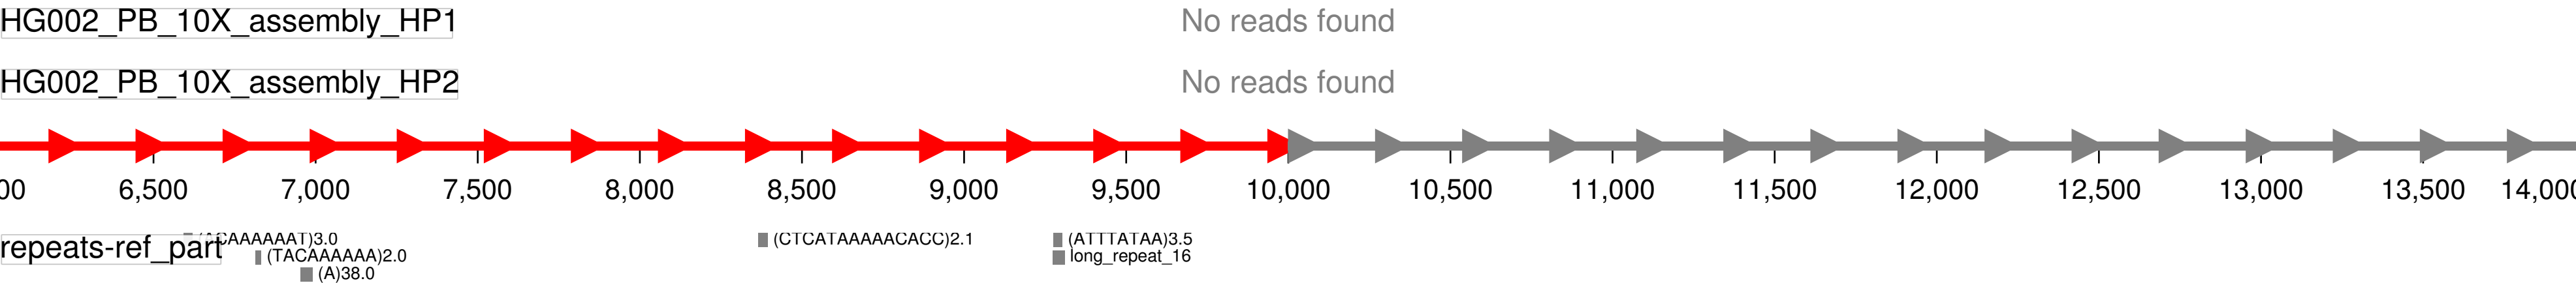 HG002_PB_10X_assembly_HP1 No reads found
HG002_PB_10X_assembly_HP2 No reads found
00 6,500 7,000 7,500 8,000 8,500 9,000 9,500 10,000 10,500 11,000 11,500 12,000 12,500 13,000 13,500 14,000
(ACAAAAAAT)3.0 (CTCATAAAAACACC)2.1 (ATTTATAA)3.5
repeats-ref_part (TACAAAAAA)2.0 long_repeat_16
(A)38.0